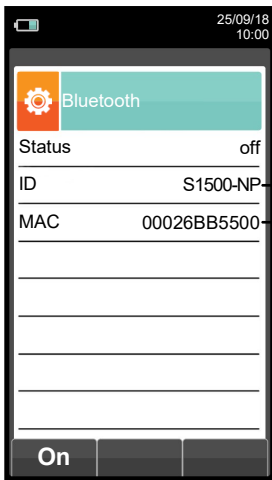 25/09/18
10:00
Bluetooth
Status off
ID S1500-NP
MAC 00026BB5500
On